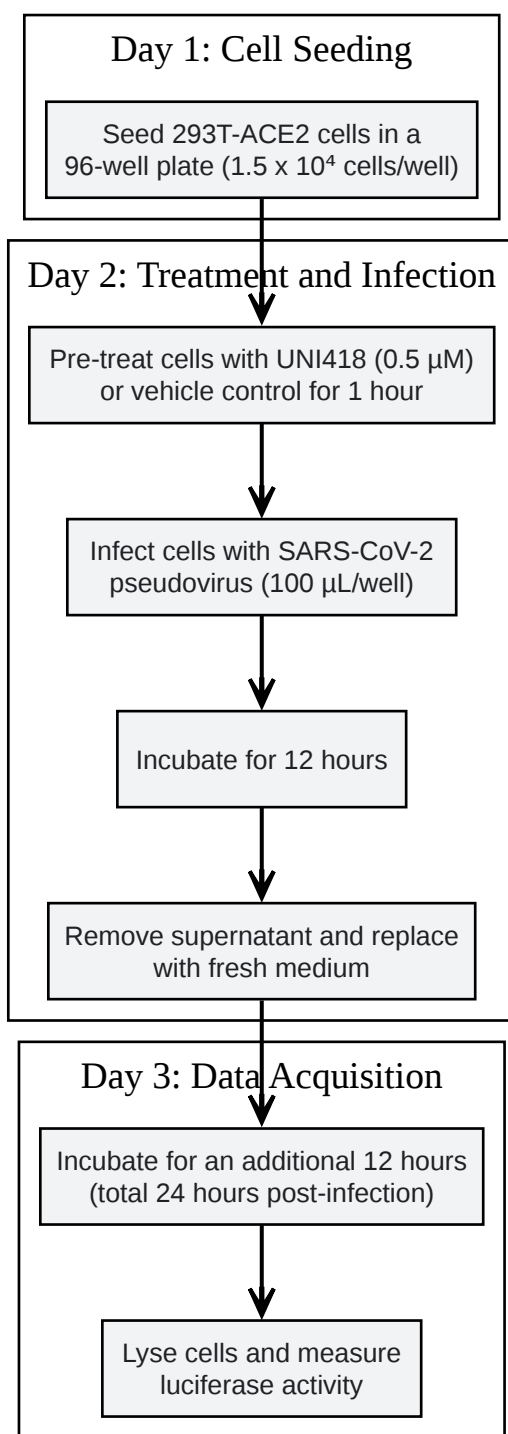 Day 1: Cell Seeding
Seed 293T-ACE2 cells in a
96-well plate (1.5 x 10⁴ cells/well)
Day 2: Treatment and Infection
Pre-treat cells with UNI418 (0.5 µM)
or vehicle control for 1 hour
Infect cells with SARS-CoV-2
pseudovirus (100 µL/well)
Incubate for 12 hours
Remove supernatant and replace
with fresh medium
Day 3: Data Acquisition
Incubate for an additional 12 hours
(total 24 hours post-infection)
Lyse cells and measure
luciferase activity